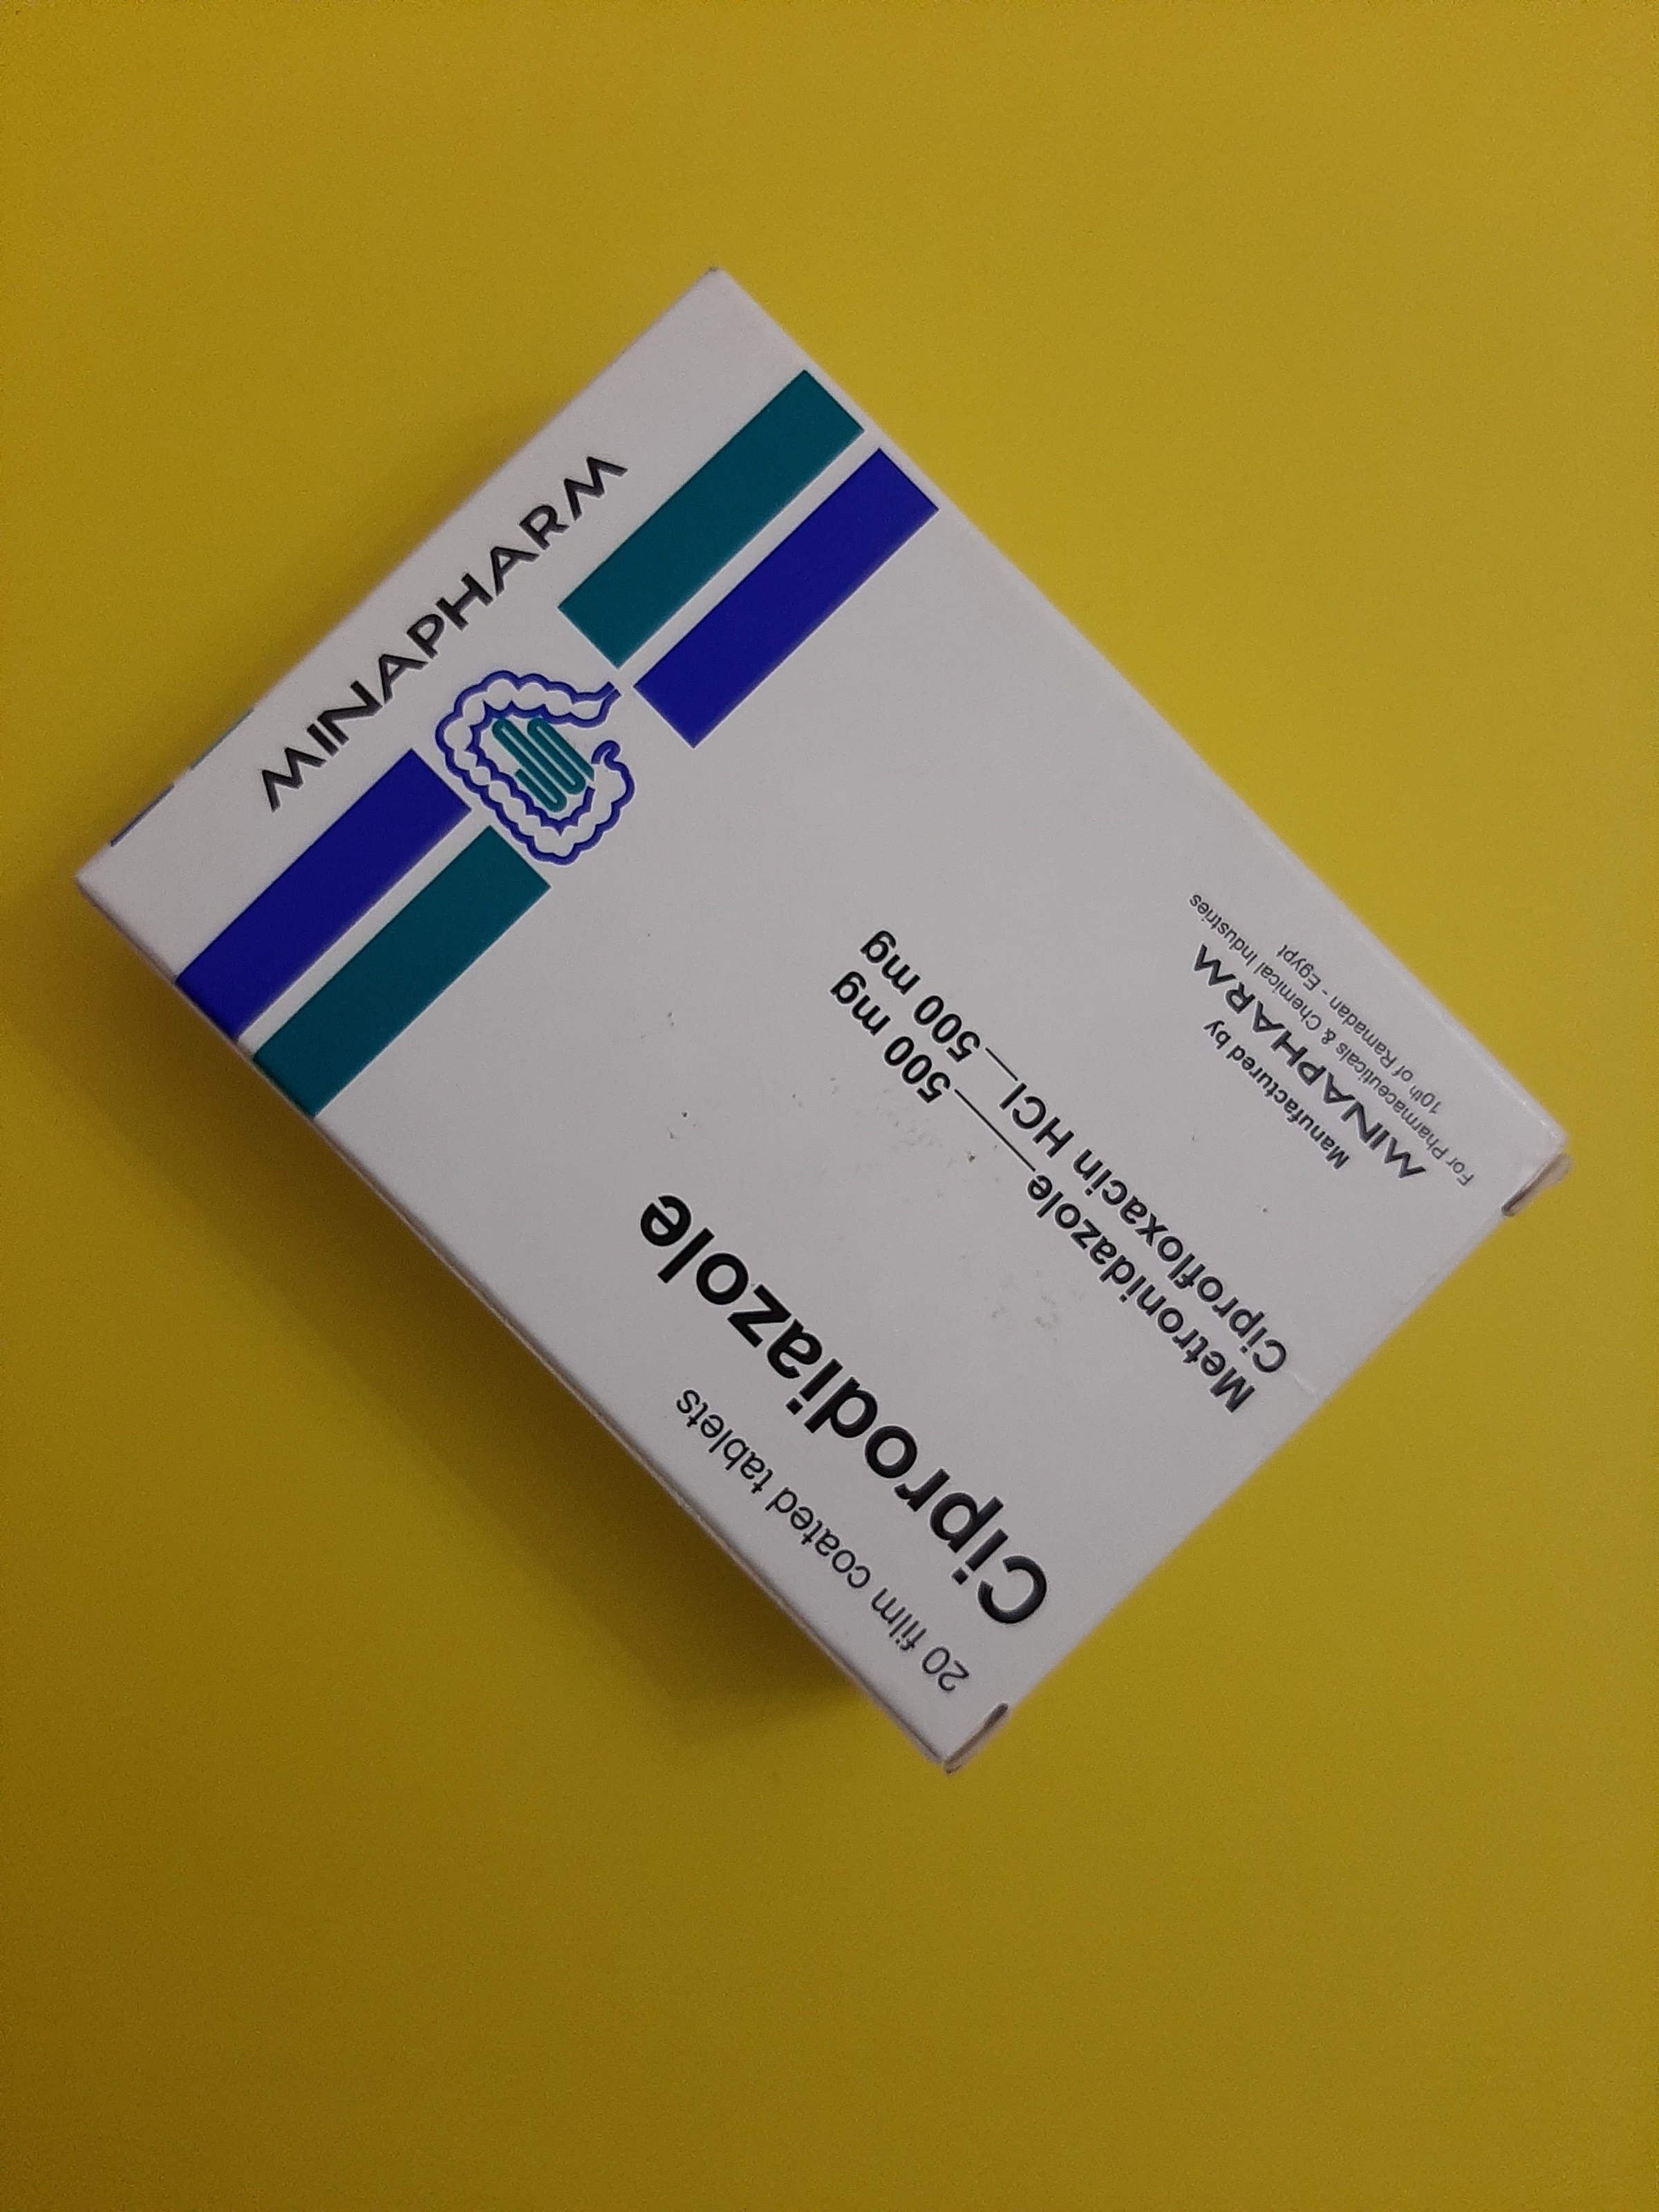 20 film coated tablets
Ciprodiazole
Metronidazole 500 mg
Ciprofloxacin HCl 500 mg
Manufactured by
MINAPHARM
For Pharmaceuticals & Chemical Industries
10th of Ramadan - Egypt
MINAPHARM